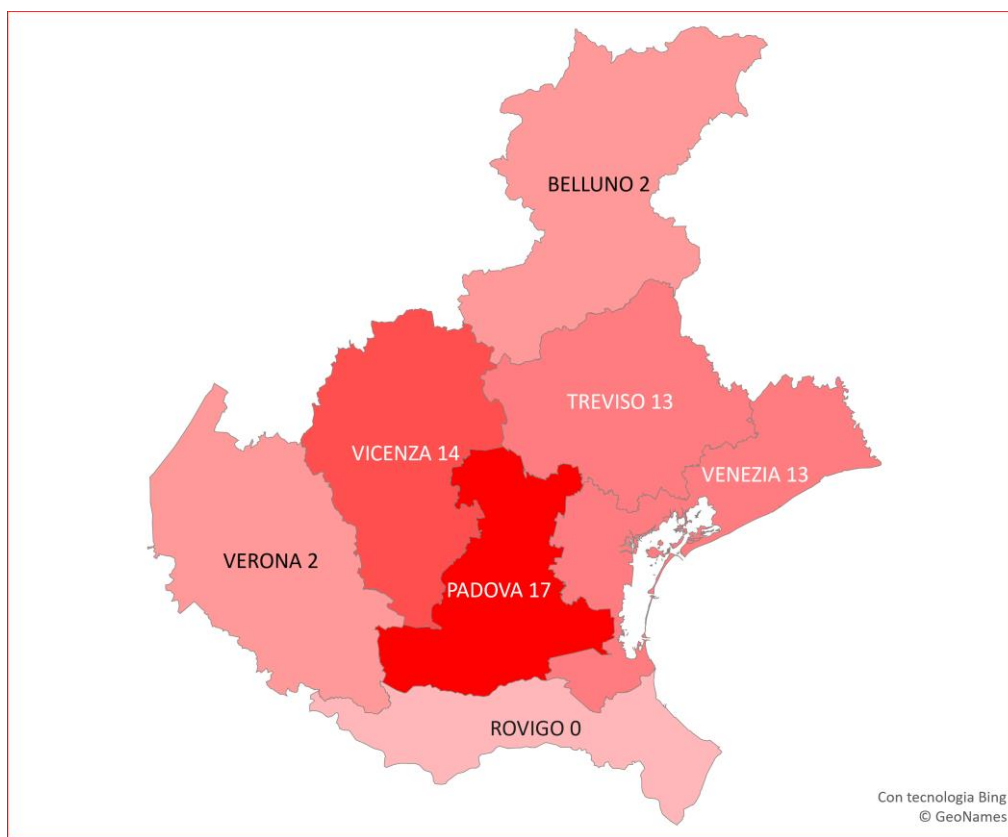 BELLUNO 2
TREVISO 13
VICENZA 14
VENEZIA 13
VERONA 2
PADOVA 17
ROVIGO 0
Con tecnologia Bing
© GeoNames